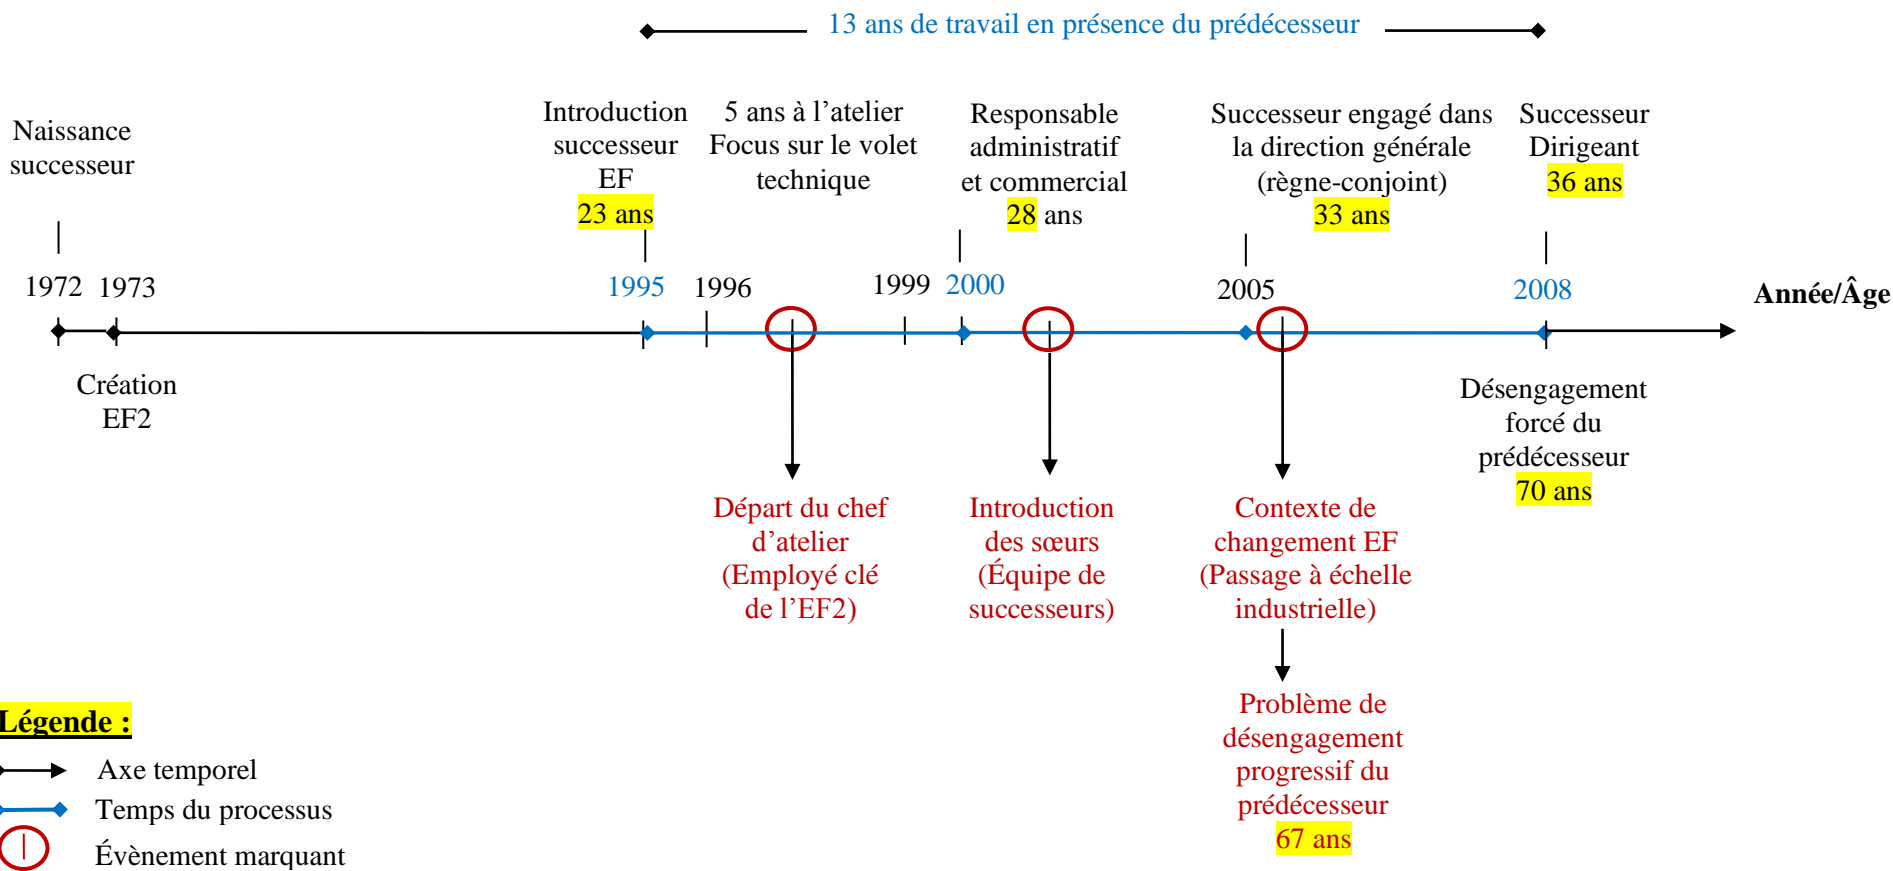 13 ans de travail en présence du prédécesseur
Naissance
successeur
Introduction
successeur
EF
23 ans
5 ans à l’atelier
Focus sur le volet
technique
Responsable
administratif
et commercial
28 ans
Successeur engagé dans
la direction générale
(règne-conjoint)
33 ans
Successeur
Dirigeant
36 ans
1972 1973 1995 1996 1999 2000 2005 2008 Année/Âge
Création
EF2
Désengagement
forcé du
prédécesseur
70 ans
Départ du chef
d’atelier
(Employé clé
de l’EF2)
Introduction
des sœurs
(Équipe de
successeurs)
Contexte de
changement EF
(Passage à échelle
industrielle)
Problème de
désengagement
progressif du
prédécesseur
67 ans
Légende :
Axe temporel
Temps du processus
Évènement marquant